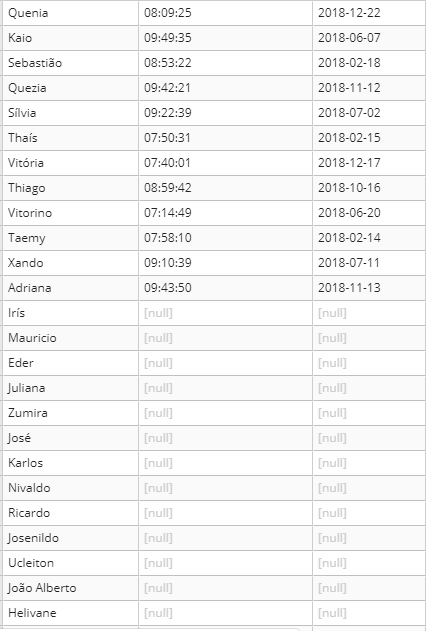 Quenia 08:09:25 2018-12-22
Kaio 09:49:35 2018-06-07
Sebastião 08:53:22 2018-02-18
Quezia 09:42:21 2018-11-12
Sílvia 09:22:39 2018-07-02
Thaís 07:50:31 2018-02-15
Vitória 07:40:01 2018-12-17
Thiago 08:59:42 2018-10-16
Vitorino 07:14:49 2018-06-20
Taemy 07:58:10 2018-02-14
Xando 09:10:39 2018-07-11
Adriana 09:43:50 2018-11-13
Irís [null] [null]
Mauricio [null] [null]
Eder [null] [null]
Juliana [null] [null]
Zumira [null] [null]
José [null] [null]
Karlos [null] [null]
Nivaldo [null] [null]
Ricardo [null] [null]
Josenildo [null] [null]
Ucleiton [null] [null]
João Alberto [null] [null]
Helivane [null] [null]